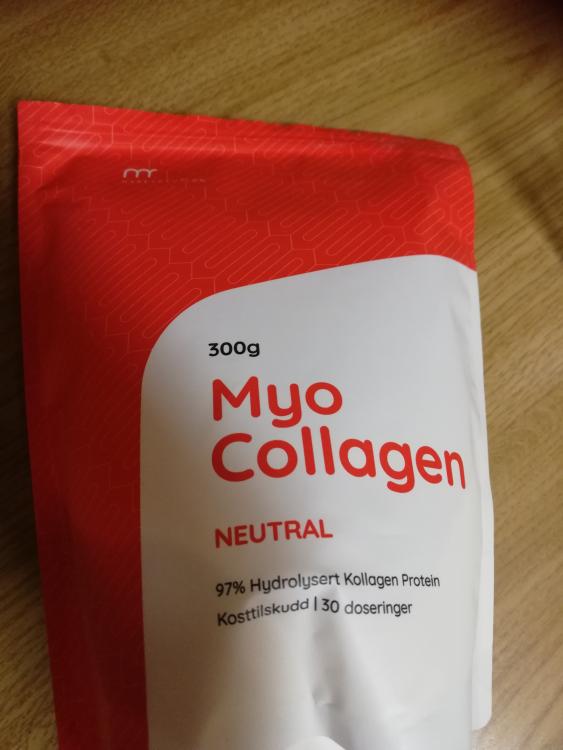 300g
Myo
Collagen
NEUTRAL
97% Hydrolysert Kollagen Protein
Kosttilskudd | 30 doseringer